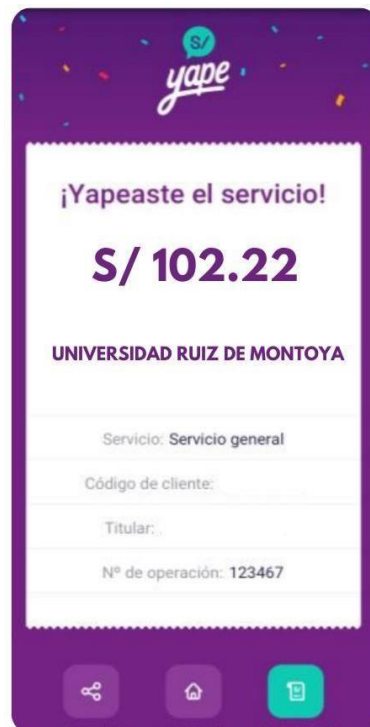 S/
yape
¡Yapeaste el servicio!
S/ 102.22
UNIVERSIDAD RUIZ DE MONTOYA
Servicio: Servicio general
Código de cliente:
Titular:
Nº de operación: 123467